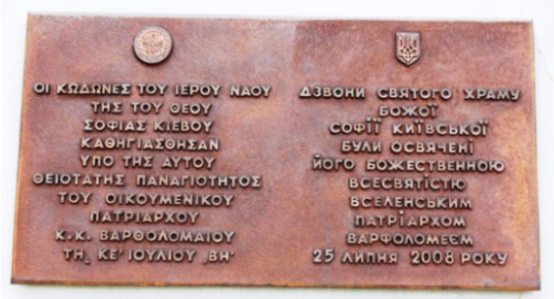 ΟΙ ΚΩΔΩΝΕΣ ΤΟΥ ΙΕΡΟΥ ΝΑΟΥ
ΤΗΣ ΤΟΥ ΘΕΟΥ
ΣΟΦΙΑΣ ΚΙΕΒΟΥ
ΚΑΘΗΓΙΑΣΘΗΣΑΝ
ΥΠΟ ΤΗΣ ΑΥΤΟΥ
ΘΕΙΟΤΑΤΗΣ ΠΑΝΑΓΙΟΤΗΤΟΣ
ΤΟΥ ΟΙΚΟΥΜΕΝΙΚΟΥ
ΠΑΤΡΙΑΡΧΟΥ
Κ.Κ. ΒΑΡΘΟΛΟΜΑΙΟΥ
ΤΗ, ΚΕ' ΙΟΥΛΙΟΥ ,ΒΗ'
ДЗВОНИ СВЯТОГО ХРАМУ
БОЖОЇ
СОФІЇ КИЇВСЬКОЇ
БУЛИ ОСВЯЧЕНІ
ЙОГО БОЖЕСТВЕННОЮ
ВСЕСВЯТІСТЮ
ВСЕЛЕНСЬКИМ
ПАТРІАРХОМ
ВАРФОЛОМЕЄМ
25 ЛИПНЯ 2008 РОКУ